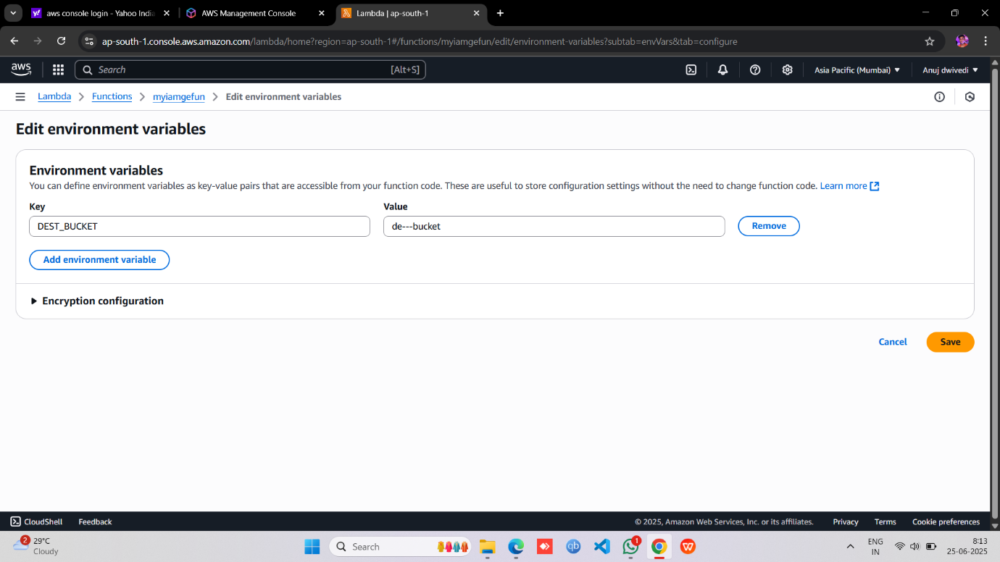 aws console login - Yahoo Indi
AWS Management Console
Lambda | ap-south-1
ap-south-1.console.aws.amazon.com/lambda/home?region=ap-south-1#/functions/myiamgefun/edit/environment-variables?subtab=envVars&tab=configure
aws
Search
[Alt+S]
Asia Pacific (Mumbai)
Anuj dwivedi
Lambda
Functions
myiamgefun
Edit environment variables
Edit environment variables
Environment variables
You can define environment variables as key-value pairs that are accessible from your function code. These are useful to store configuration settings without the need to change function code. Learn more
Key
Value
DEST_BUCKET
de---bucket
Remove
Add environment variable
Encryption configuration
Cancel
Save
CloudShell
Feedback
© 2025, Amazon Web Services, Inc. or its affiliates.
Privacy
Terms
Cookie preferences
2
29°C
Cloudy
Search
qb
1
W
ENG
IN
8:13
25-06-2025